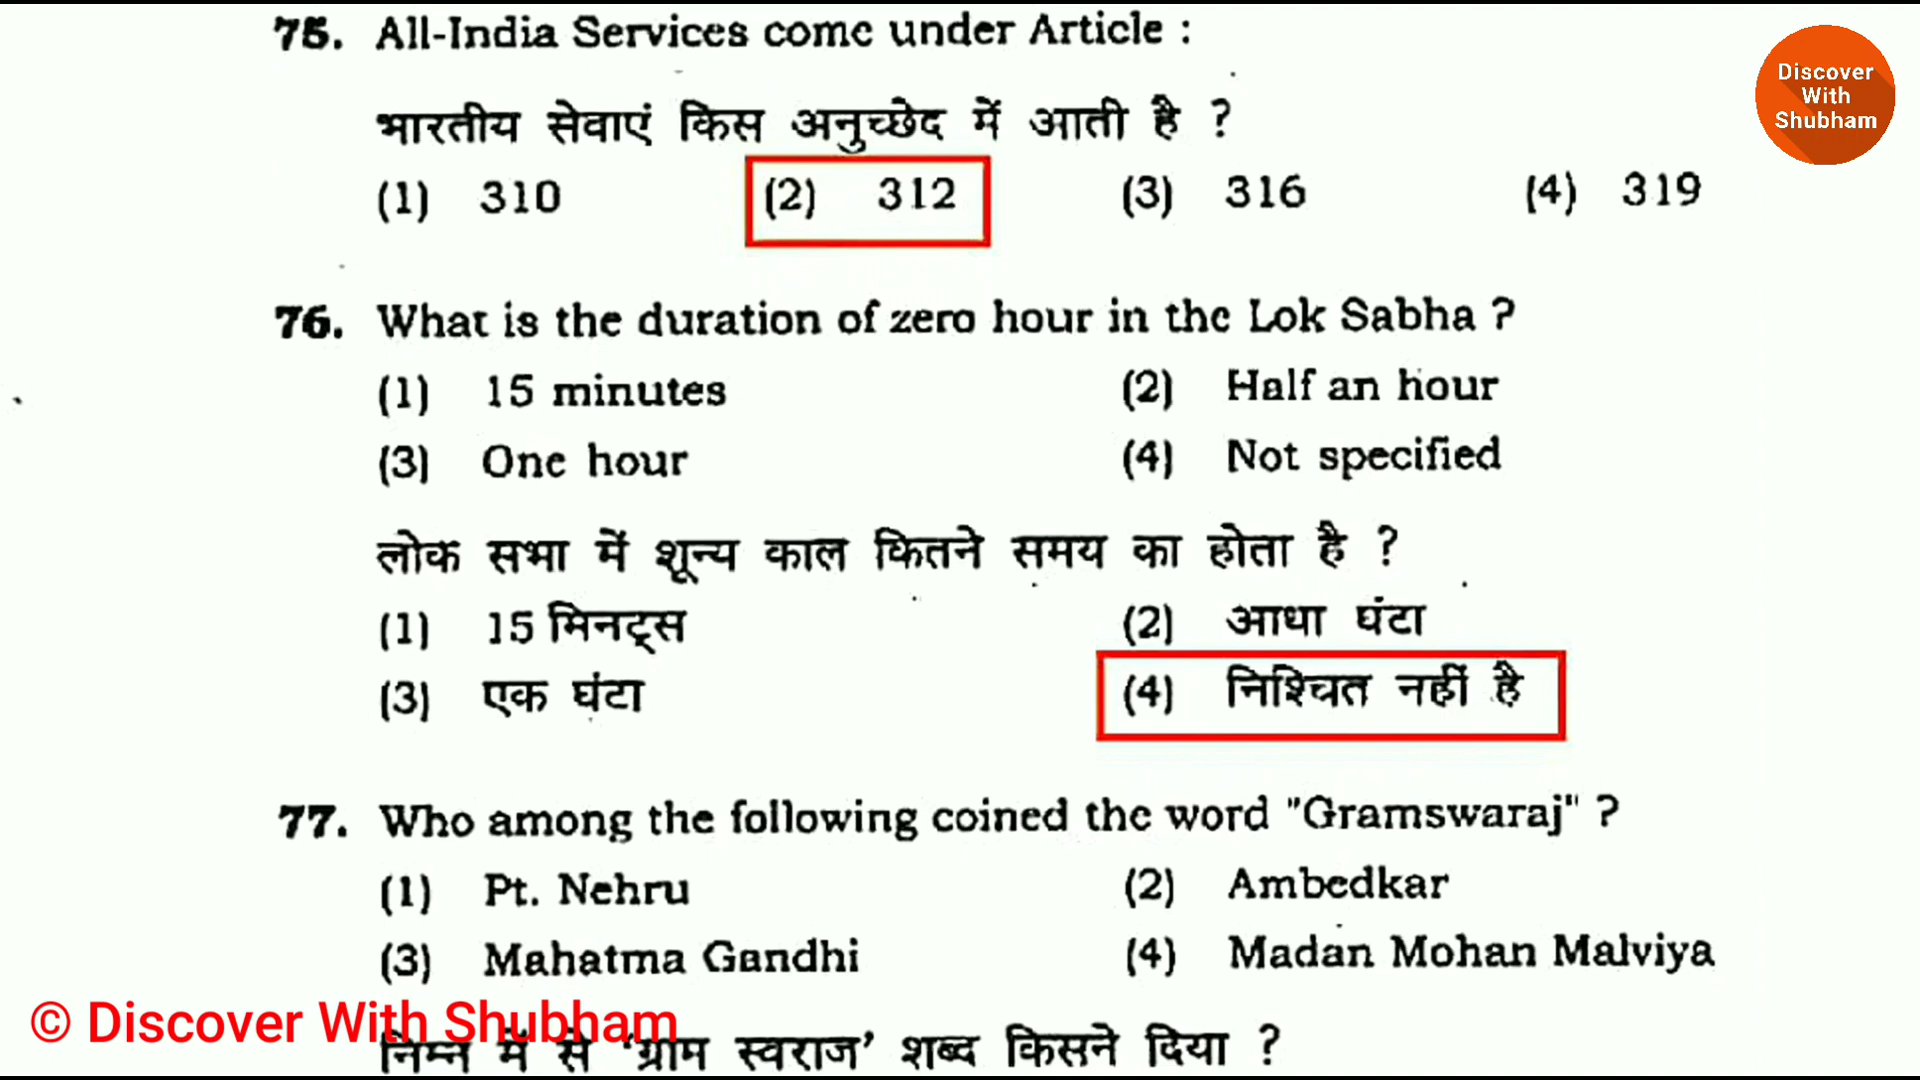 75. All-India Services come under Article :
भारतीय सेवाएं किस अनुच्छेद में आती है ?
(1) 310 (2) 312 (3) 316 (4) 319
76. What is the duration of zero hour in the Lok Sabha ?
(1) 15 minutes (2) Half an hour
(3) One hour (4) Not specified
लोक सभा में शून्य काल कितने समय का होता है ?
(1) 15 मिनट्स (2) आधा घंटा
(3) एक घंटा (4) निश्चित नहीं है
77. Who among the following coined the word "Gramswaraj" ?
(1) Pt. Nehru (2) Ambedkar
(3) Mahatma Gandhi (4) Madan Mohan Malviya
निम्न में से 'ग्राम स्वराज' शब्द किसने दिया ?
© Discover With Shubham
Discover
With
Shubham